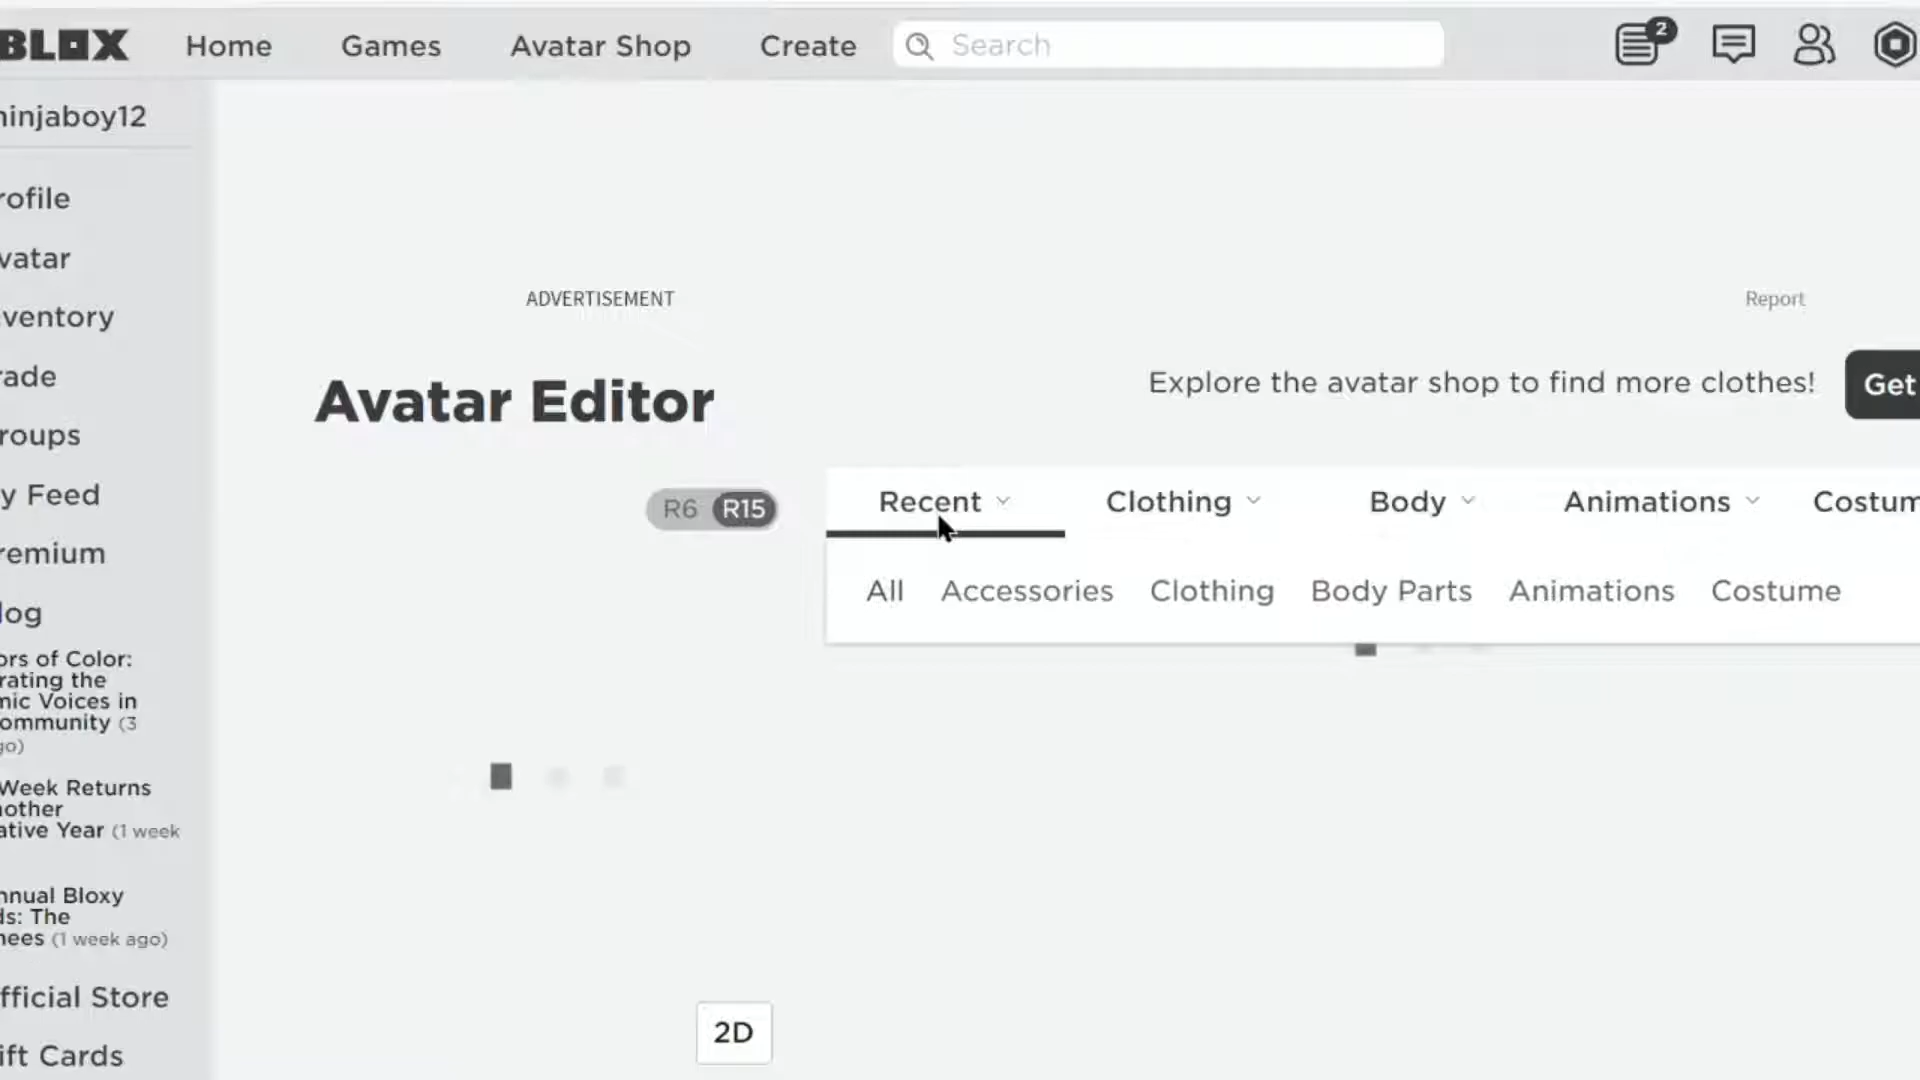 BLOX
Home
Games
Avatar Shop
Create
Search
2
ninjaboy12
rofile
vatar
ventory
rade
roups
y Feed
remium
log
ors of Color:
rating the
mic Voices in
ommunity (3
go)
Week Returns
nother
ative Year (1 week
nnual Bloxy
ds: The
nees (1 week ago)
fficial Store
ift Cards
ADVERTISEMENT
Report
Avatar Editor
Explore the avatar shop to find more clothes!
Get
R6 R15
Recent
Clothing
Body
Animations
Costum
All
Accessories
Clothing
Body Parts
Animations
Costume
2D